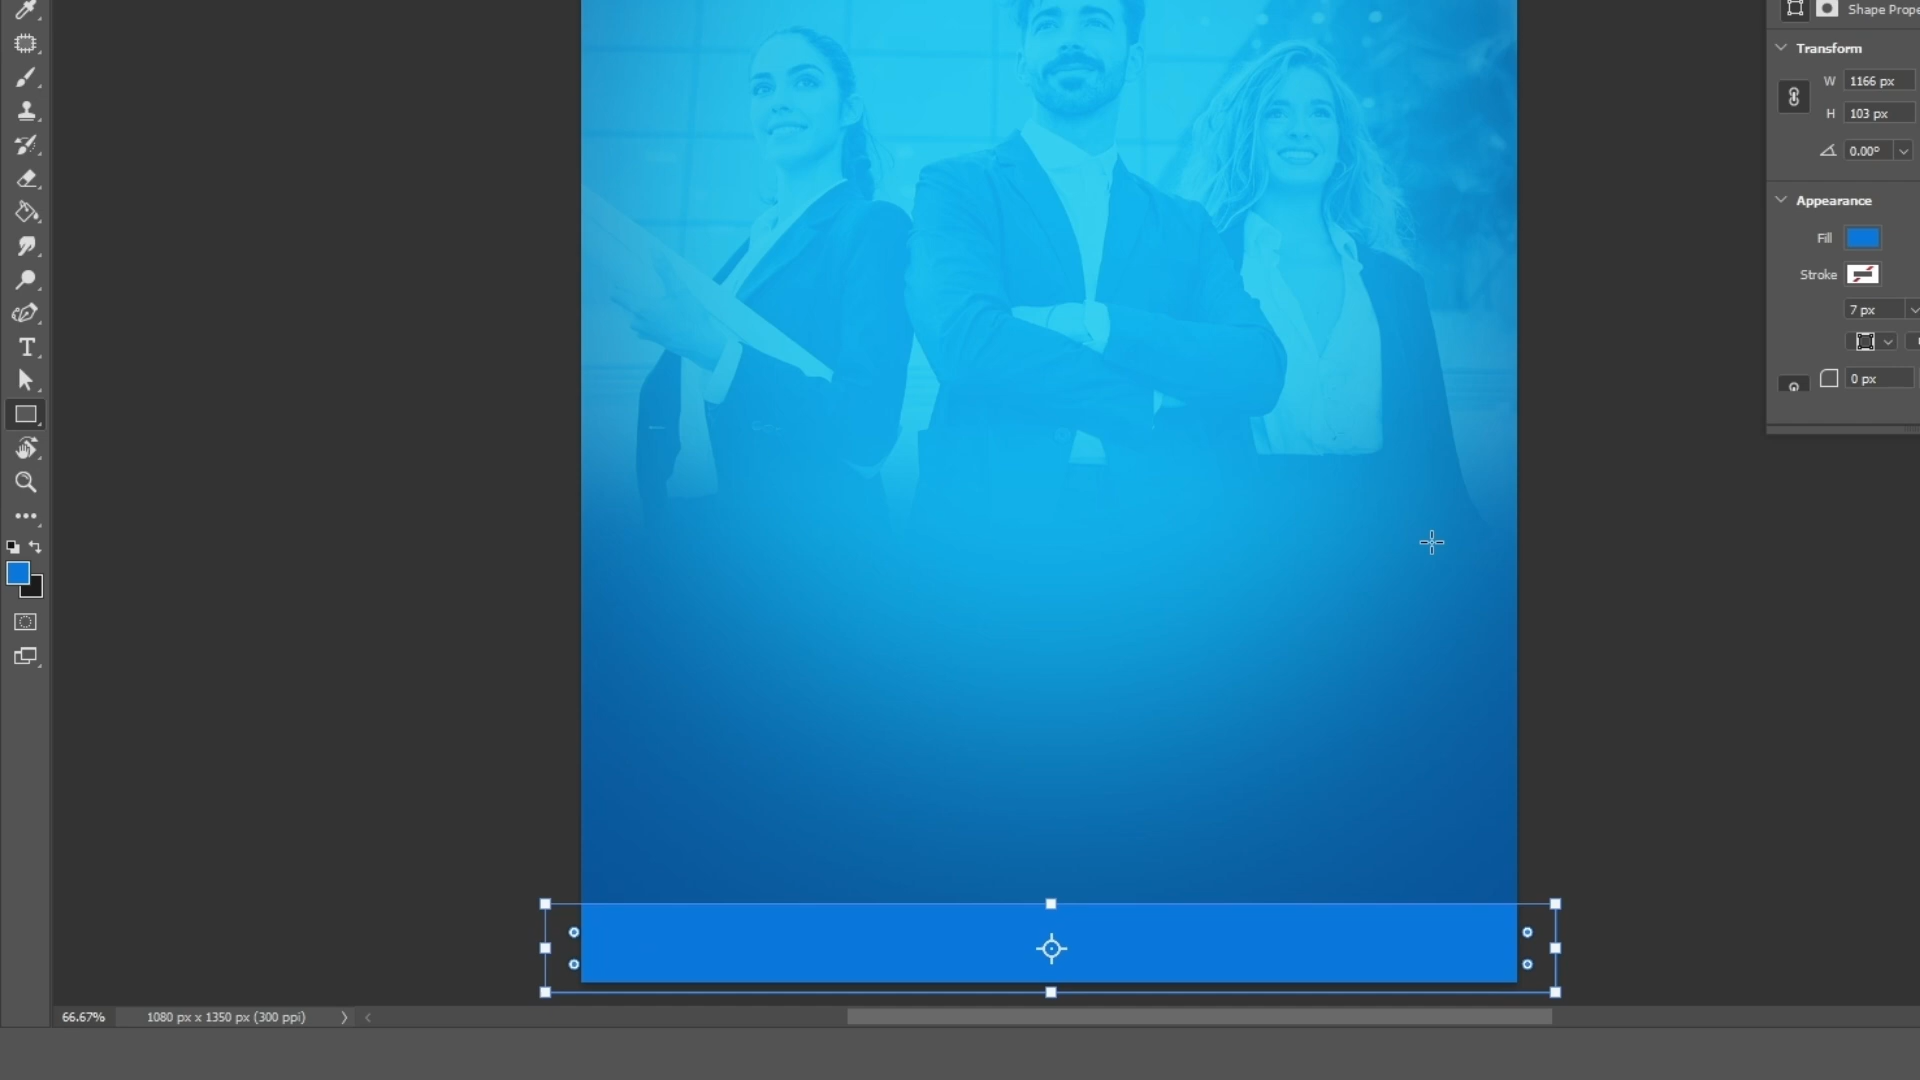 Shape Prope
Transform
W 1166 px
H 103 px
0.00º
Appearance
Fill
Stroke
7 px
0 px
66.67%
1080 px x 1350 px (300 ppi)